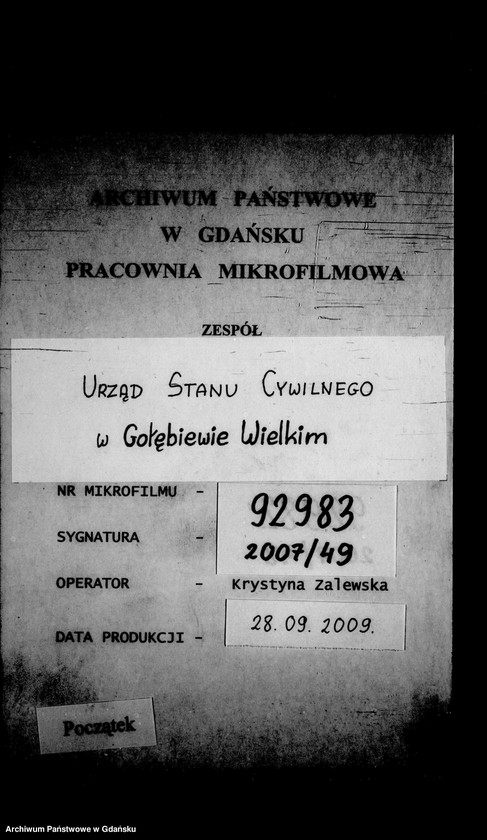 ARCHIWUM PAŃSTWOWE
W GDAŃSKU
PRACOWNIA MIKROFILMOWA
ZESPÓŁ
URZĄD STANU CYWILNEGO
w Gołębiewie Wielkim
NR MIKROFILMU - 92983
SYGNATURA - 2007/49
OPERATOR - Krystyna Zalewska
DATA PRODUKCJI - 28.09.2009.
Początek
Archiwum Państwowe w Gdańsku